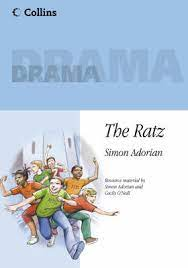 Collins
DRAMA
DRAMA
The Ratz
Simon Adorian
Resource material by
Simon Adorian and
Cecily O'Neill